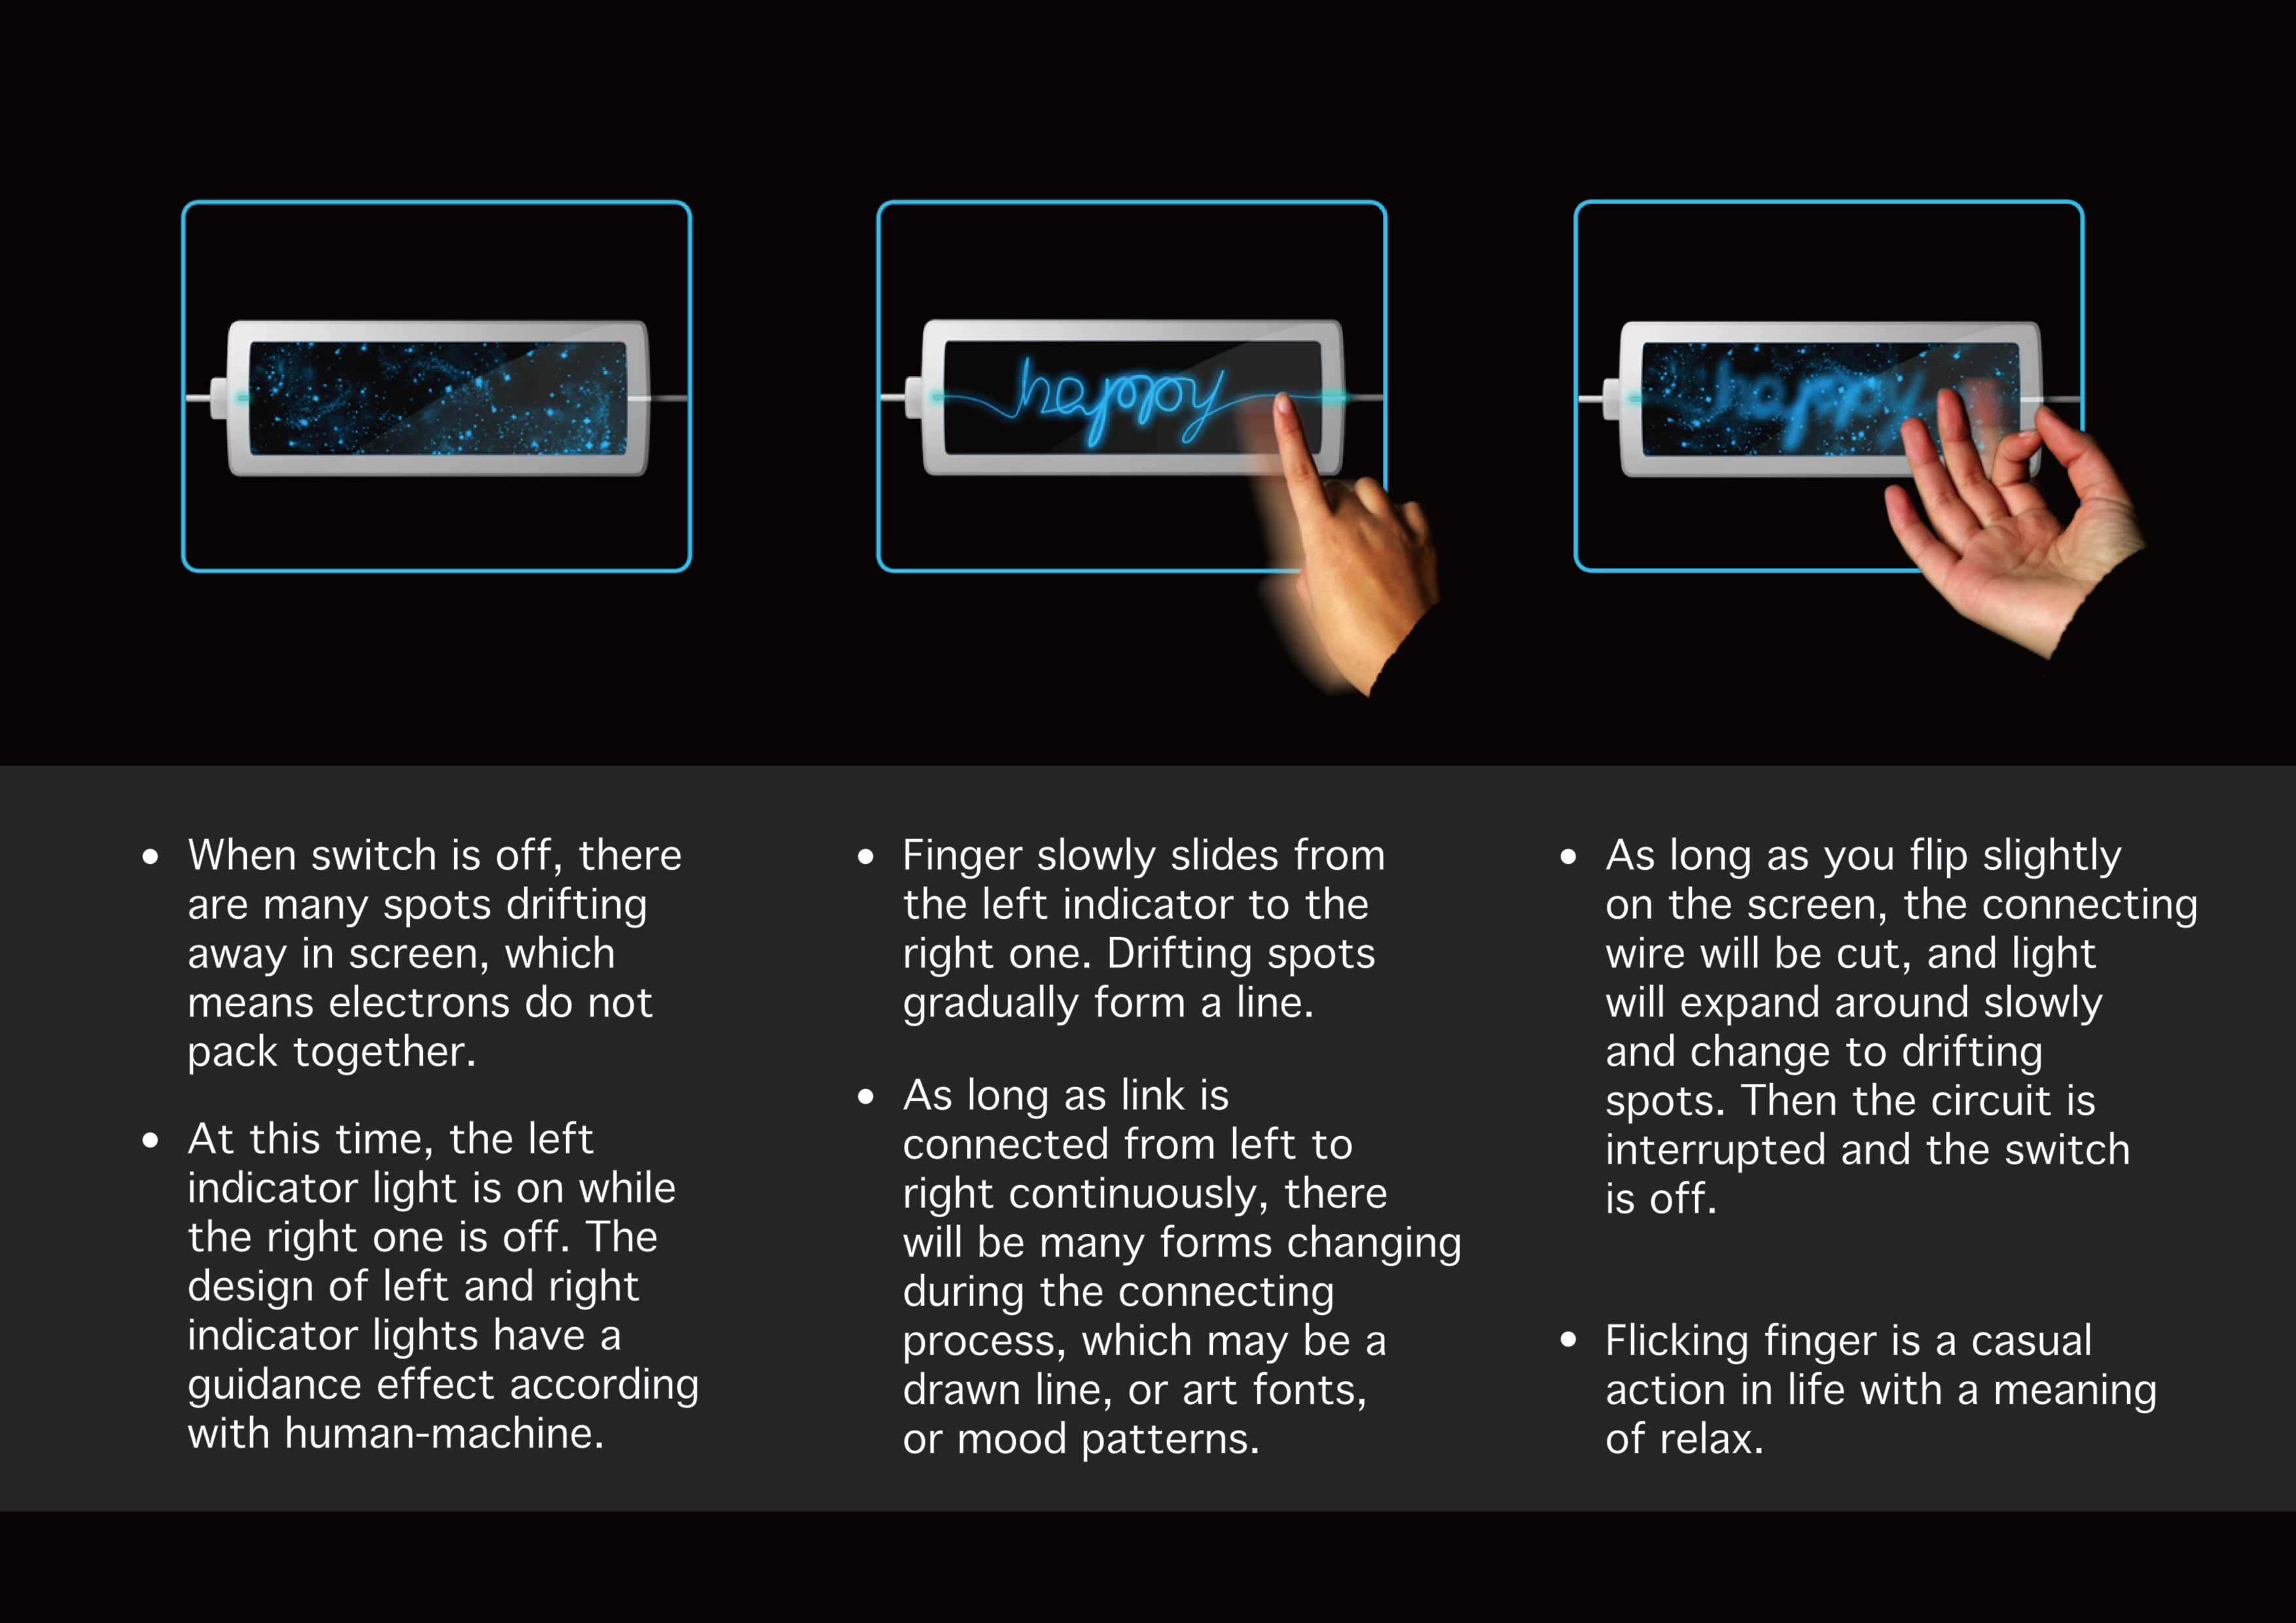 happy
happy
• When switch is off, there
are many spots drifting
away in screen, which
means electrons do not
pack together.
• At this time, the left
indicator light is on while
the right one is off. The
design of left and right
indicator lights have a
guidance effect according
with human-machine.
• Finger slowly slides from
the left indicator to the
right one. Drifting spots
gradually form a line.
• As long as link is
connected from left to
right continuously, there
will be many forms changing
during the connecting
process, which may be a
drawn line, or art fonts,
or mood patterns.
• As long as you flip slightly
on the screen, the connecting
wire will be cut, and light
will expand around slowly
and change to drifting
spots. Then the circuit is
interrupted and the switch
is off.
• Flicking finger is a casual
action in life with a meaning
of relax.